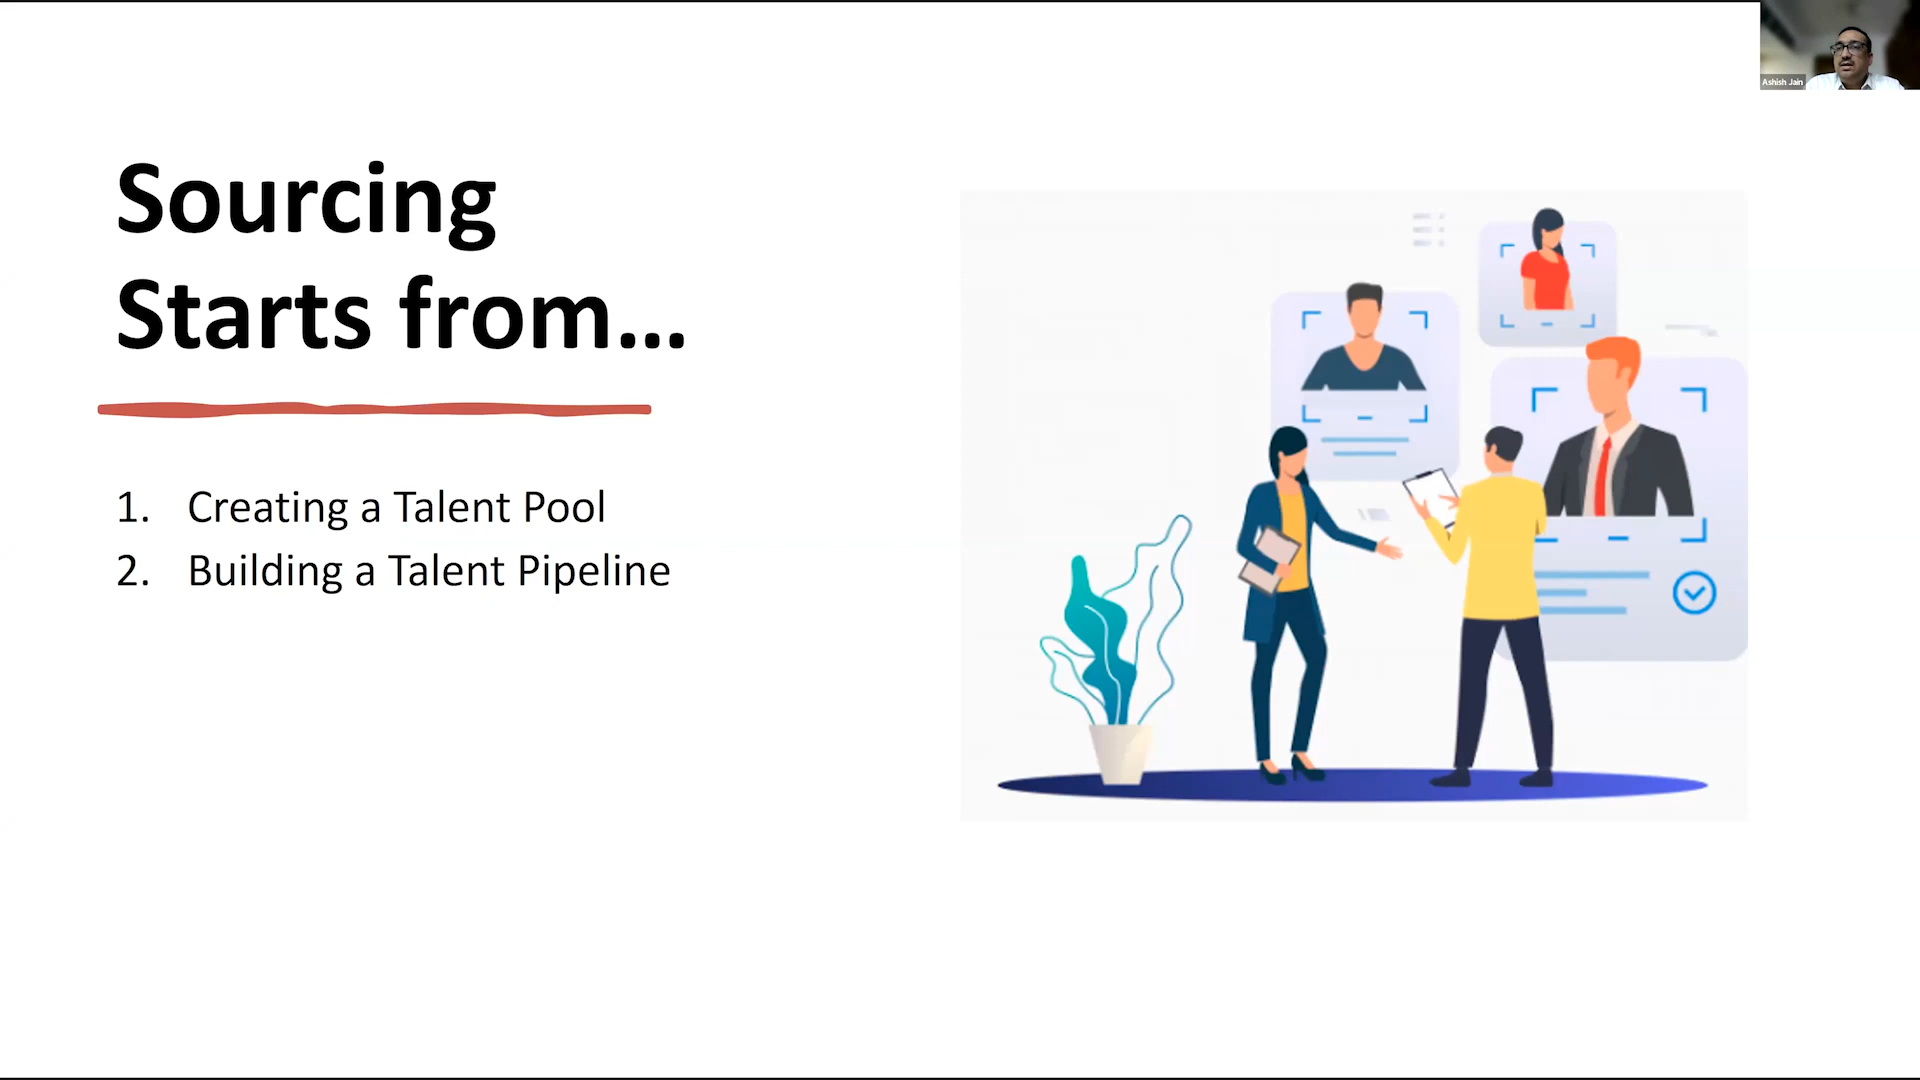 Ashish Jain
Sourcing
Starts from...
1. Creating a Talent Pool
2. Building a Talent Pipeline